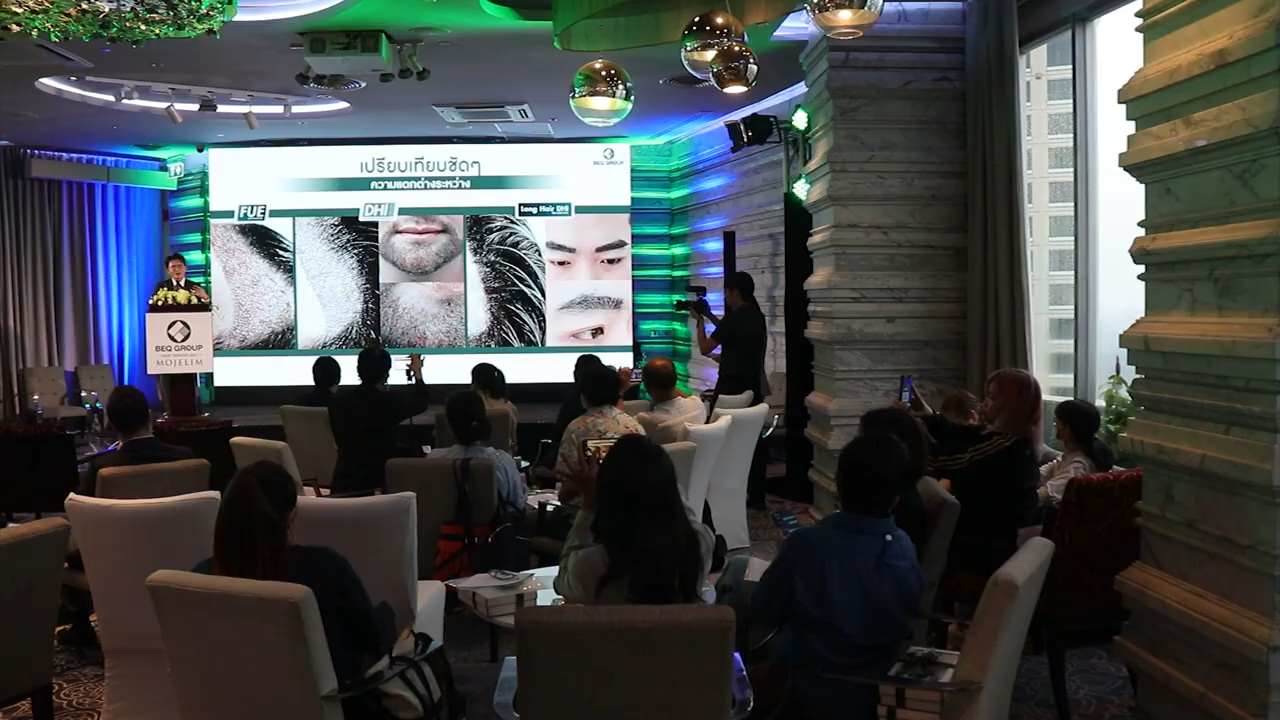 เปรียบเทียบชัดๆ
BEQ GROUP
ความแตกต่างระหว่าง
FUE
DHI
Long Hair DHI
BEQ GROUP
MOJELIM